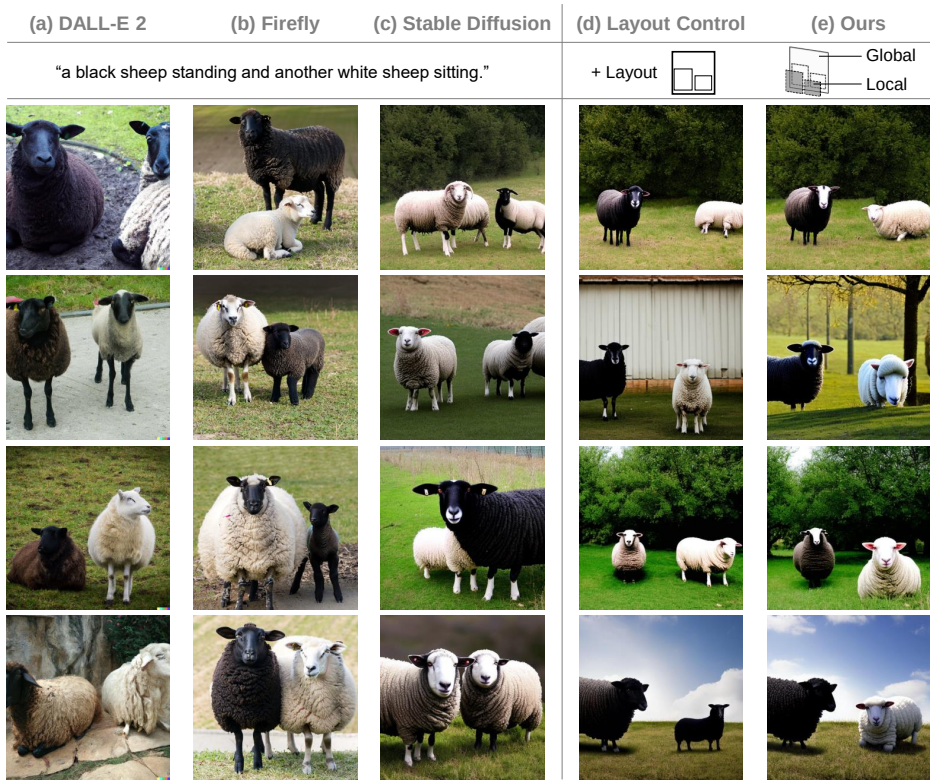 (a) DALL-E 2
(b) Firefly
(c) Stable Diffusion
(d) Layout Control
(e) Ours
“a black sheep standing and another white sheep sitting.”
+ Layout
Global
Local